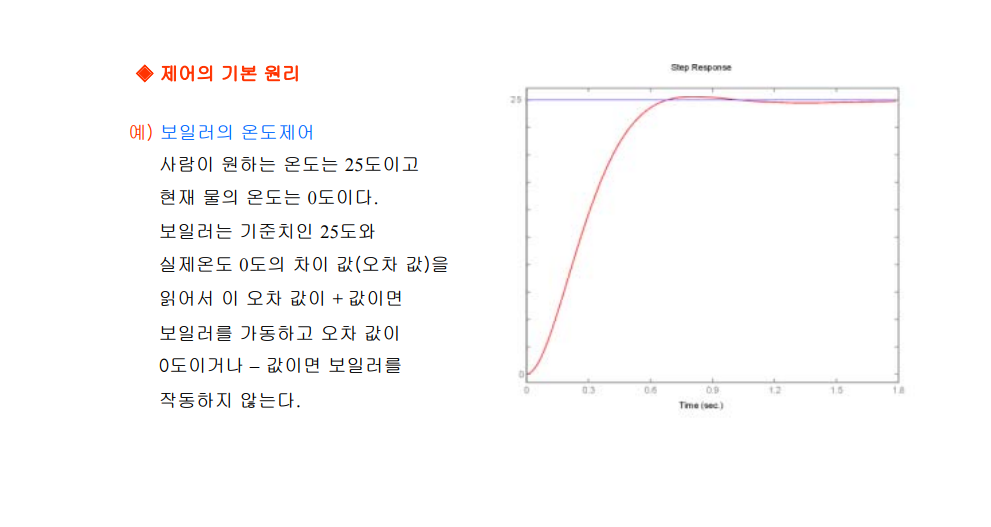 ◈ 제어의 기본 원리
예) 보일러의 온도제어
사람이 원하는 온도는 25도이고
현재 물의 온도는 0도이다.
보일러는 기준치인 25도와
실제온도 0도의 차이 값(오차 값)을
읽어서 이 오차 값이 + 값이면
보일러를 가동하고 오차 값이
0도이거나 – 값이면 보일러를
작동하지 않는다.
Step Response
25
0
0 0.3 0.6 0.9 1.2 1.5 1.8
Time (sec.)